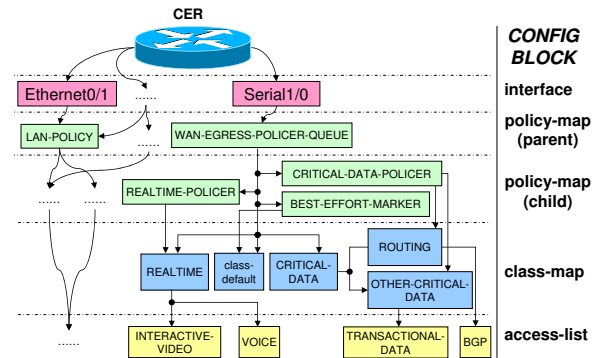 CER
CONFIG
BLOCK
Ethernet0/1
......
Serial1/0
interface
LAN-POLICY
......
WAN-EGRESS-POLICER-QUEUE
policy-map
(parent)
CRITICAL-DATA-POLICER
REALTIME-POLICER
BEST-EFFORT-MARKER
......
......
policy-map
(child)
REALTIME
class-
default
CRITICAL-
DATA
ROUTING
OTHER-CRITICAL-
DATA
class-map
......
INTERACTIVE-
VIDEO
VOICE
TRANSACTIONAL-
DATA
BGP
access-list